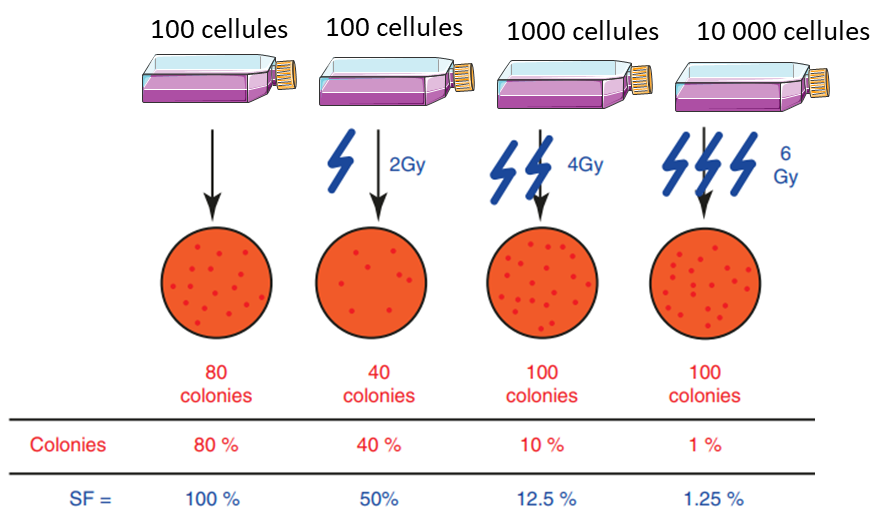 100 cellules 100 cellules 1000 cellules 10 000 cellules
2Gy 4Gy 6
Gy
80 40 100 100
colonies colonies colonies colonies
Colonies 80 % 40 % 10 % 1 %
SF = 100 % 50% 12.5 % 1.25 %